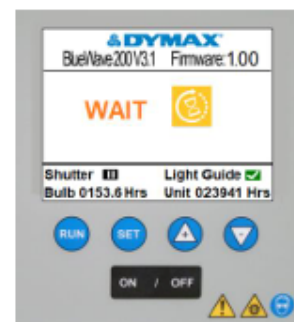 DYMAX
BlueWave 200 V3.1 Firmware: 1.00
WAIT
Shutter Light Guide
Bulb 0153.6 Hrs Unit 023941 Hrs
RUN SET + -
ON / OFF